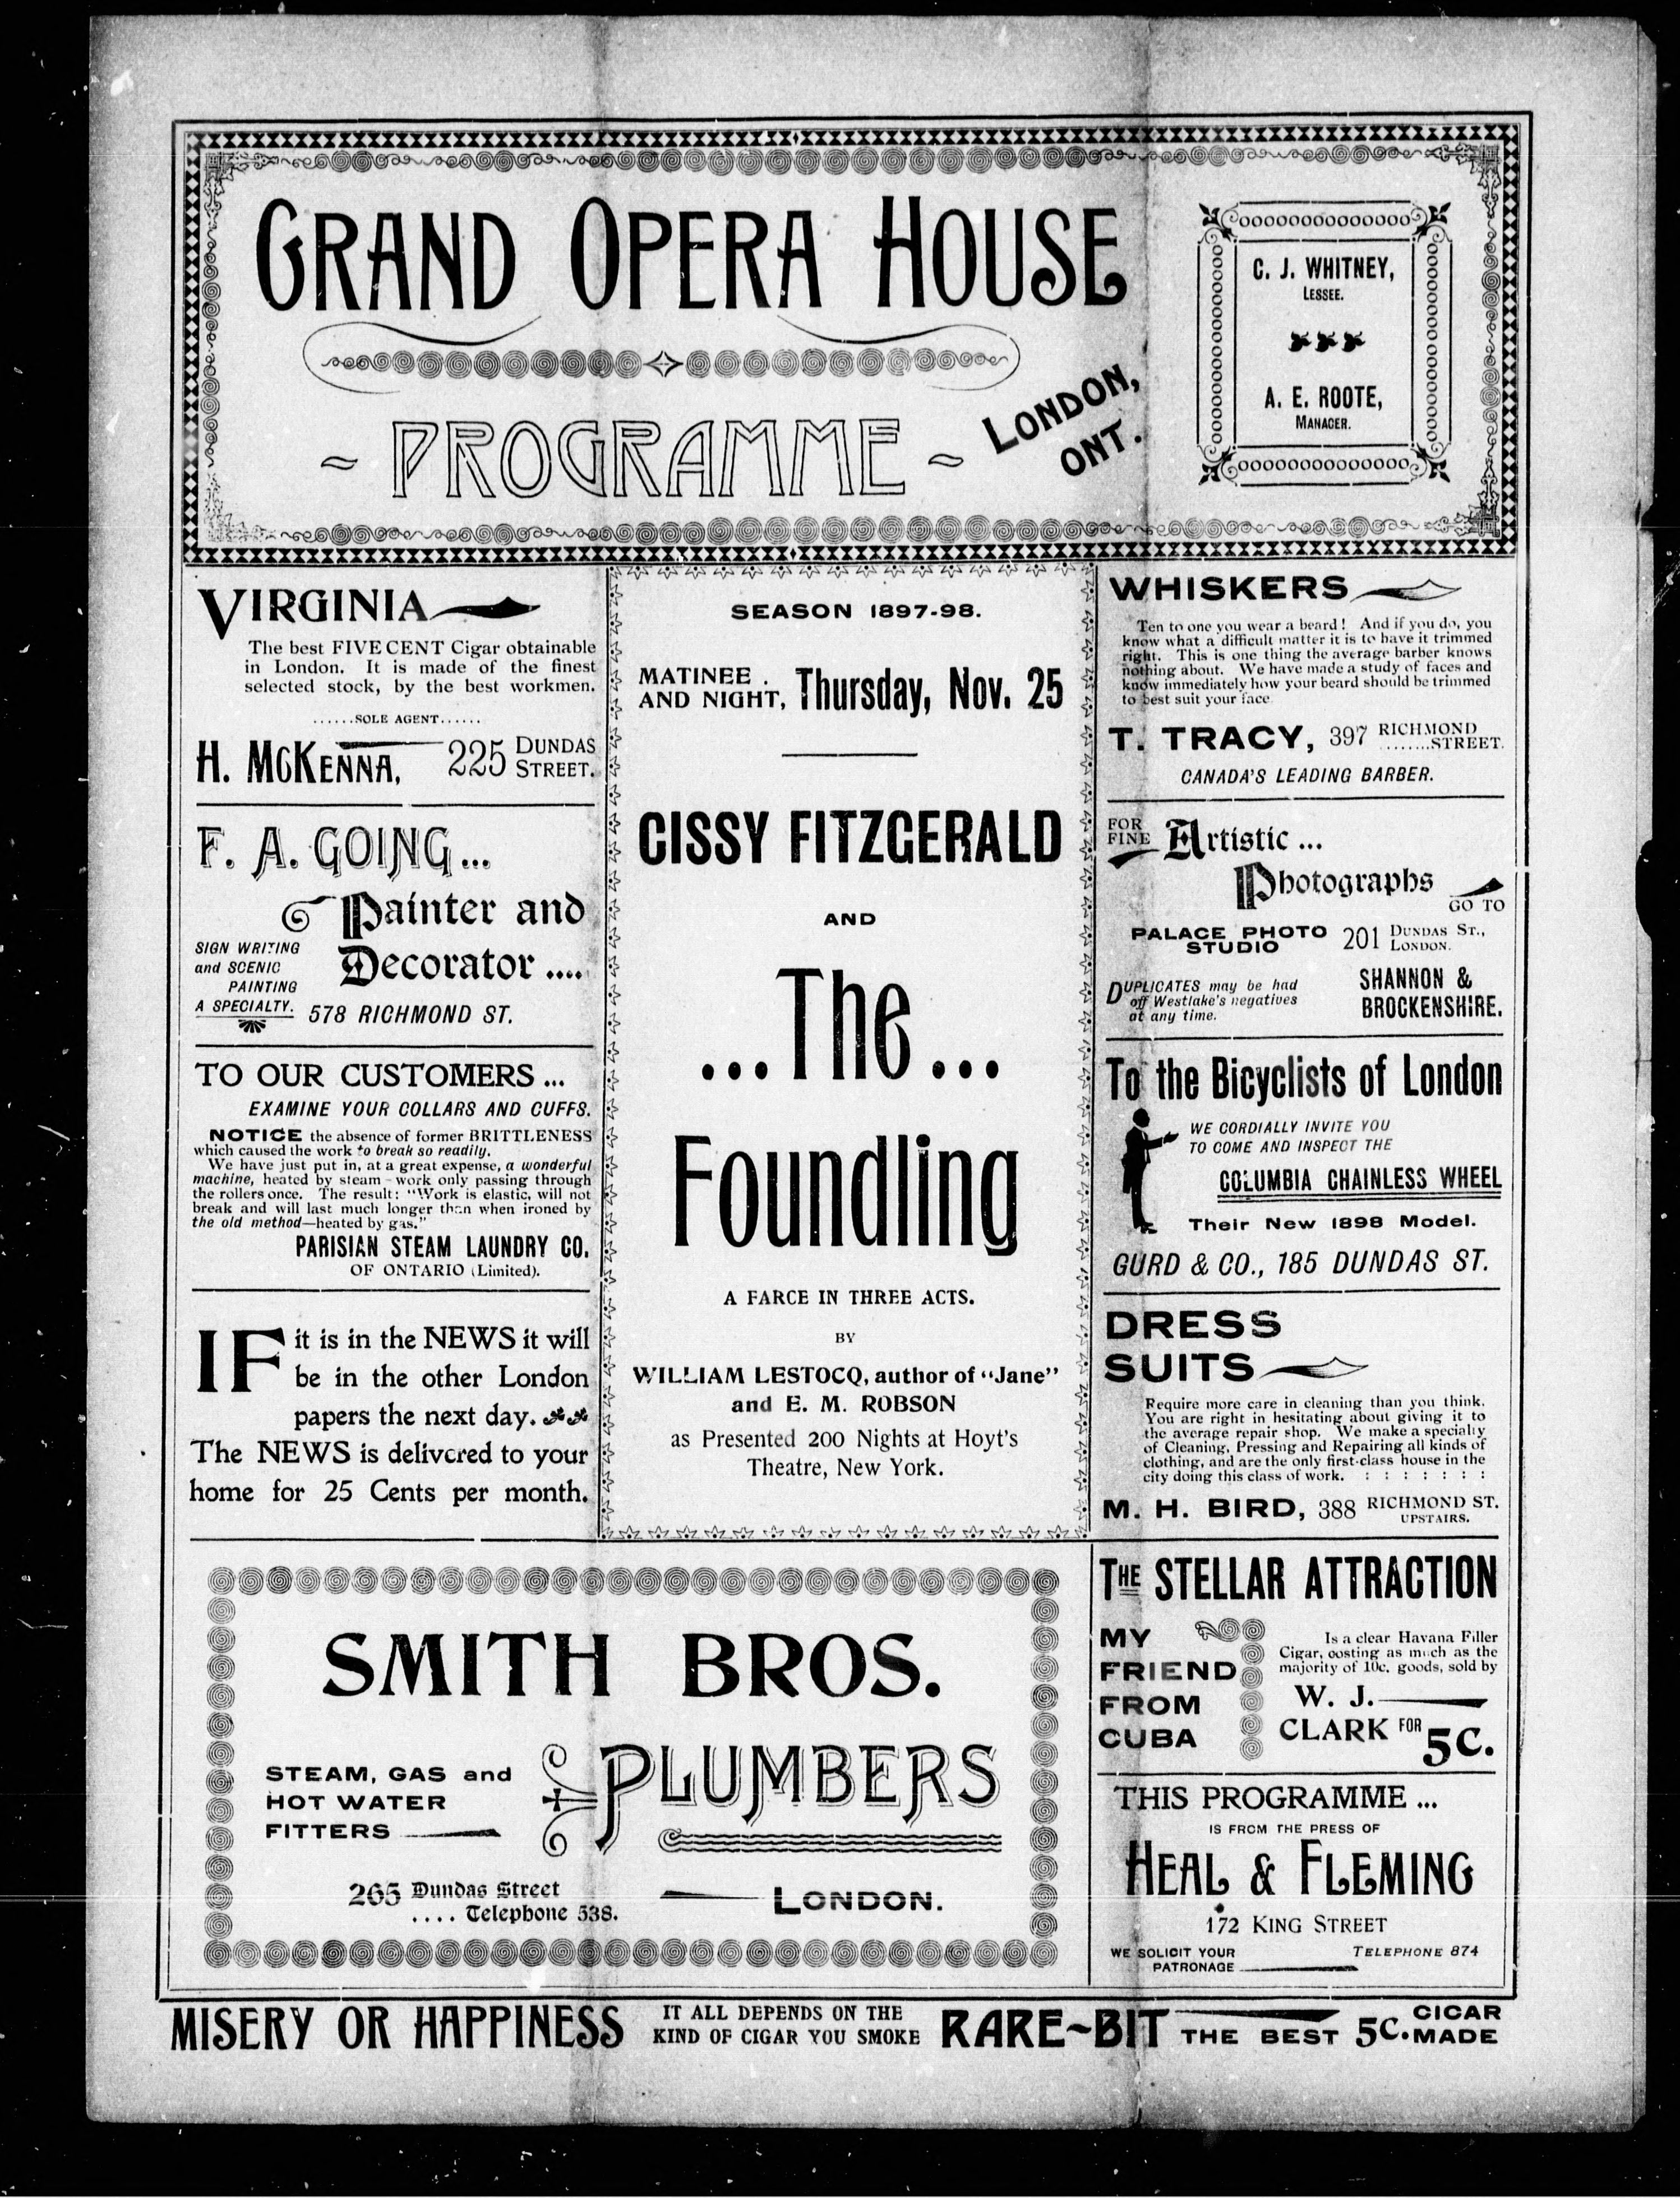 GRAND OPERA HOUSE
~ PROGRAMME ~
LONDON,
ONT.
C. J. WHITNEY,
LESSEE.
A. E. ROOTE,
MANAGER.
VIRGINIA
The best FIVE CENT Cigar obtainable
in London. It is made of the finest
selected stock, by the best workmen.
......SOLE AGENT......
H. McKENNA, 225 DUNDAS
STREET.
F. A. GOING...
Painter and
Decorator ....
SIGN WRITING
and SCENIC
PAINTING
A SPECIALTY.
578 RICHMOND ST.
TO OUR CUSTOMERS ...
EXAMINE YOUR COLLARS AND CUFFS.
NOTICE the absence of former BRITTLENESS
which caused the work to break so readily.
We have just put in, at a great expense, a wonderful
machine, heated by steam - work only passing through
the rollers once. The result: "Work is elastic, will not
break and will last much longer than when ironed by
the old method—heated by gas."
PARISIAN STEAM LAUNDRY CO.
OF ONTARIO (Limited).
IF it is in the NEWS it will
be in the other London
papers the next day.
The NEWS is delivered to your
home for 25 Cents per month.
SEASON 1897-98.
MATINEE .
AND NIGHT, Thursday, Nov. 25
CISSY FITZGERALD
AND
...The...
Foundling
A FARCE IN THREE ACTS.
BY
WILLIAM LESTOCQ, author of "Jane"
and E. M. ROBSON
as Presented 200 Nights at Hoyt's
Theatre, New York.
WHISKERS
Ten to one you wear a beard! And if you do, you
know what a difficult matter it is to have it trimmed
right. This is one thing the average barber knows
nothing about. We have made a study of faces and
know immediately how your beard should be trimmed
to best suit your face
T. TRACY, 397 RICHMOND
........STREET.
CANADA'S LEADING BARBER.
FOR
FINE Artistic ...
Photographs
GO TO
PALACE PHOTO
STUDIO 201 DUNDAS ST.,
LONDON.
DUPLICATES may be had
off Westlake's negatives
at any time.
SHANNON &
BROCKENSHIRE.
To the Bicyclists of London
WE CORDIALLY INVITE YOU
TO COME AND INSPECT THE
COLUMBIA CHAINLESS WHEEL
Their New 1898 Model.
GURD & CO., 185 DUNDAS ST.
DRESS
SUITS
Require more care in cleaning than you think.
You are right in hesitating about giving it to
the average repair shop. We make a specialty
of Cleaning, Pressing and Repairing all kinds of
clothing, and are the only first-class house in the
city doing this class of work. : : : : : : :
M. H. BIRD, 388 RICHMOND ST.
UPSTAIRS.
SMITH BROS.
PLUMBERS
STEAM, GAS and
HOT WATER
FITTERS
265 Dundas Street
.... Telephone 538.
LONDON.
THE STELLAR ATTRACTION
MY
FRIEND
FROM
CUBA
Is a clear Havana Filler
Cigar, costing as much as the
majority of 10c. goods, sold by
W. J.
CLARK FOR 5C.
THIS PROGRAMME ...
IS FROM THE PRESS OF
HEAL & FLEMING
172 KING STREET
WE SOLICIT YOUR
PATRONAGE
TELEPHONE 874
MISERY OR HAPPINESS IT ALL DEPENDS ON THE
KIND OF CIGAR YOU SMOKE RARE~BIT THE BEST 5C. CIGAR
MADE